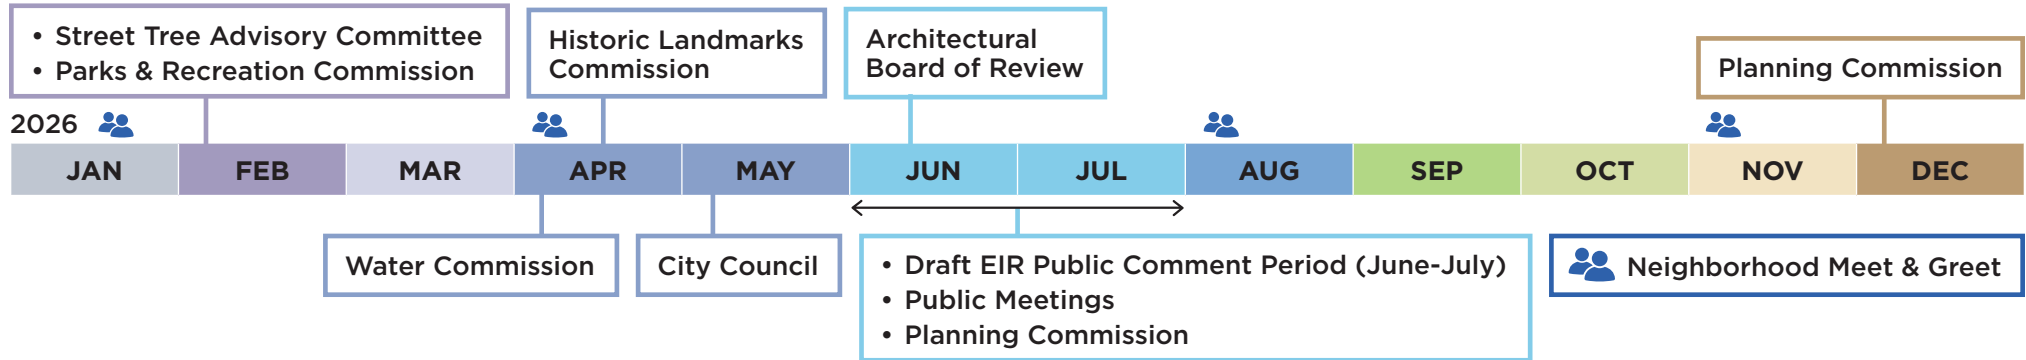 • Street Tree Advisory Committee
• Parks & Recreation Commission
Historic Landmarks
Commission
Architectural
Board of Review
Planning Commission
2026
JAN FEB MAR APR MAY JUN JUL AUG SEP OCT NOV DEC
Water Commission
City Council
• Draft EIR Public Comment Period (June-July)
• Public Meetings
• Planning Commission
Neighborhood Meet & Greet